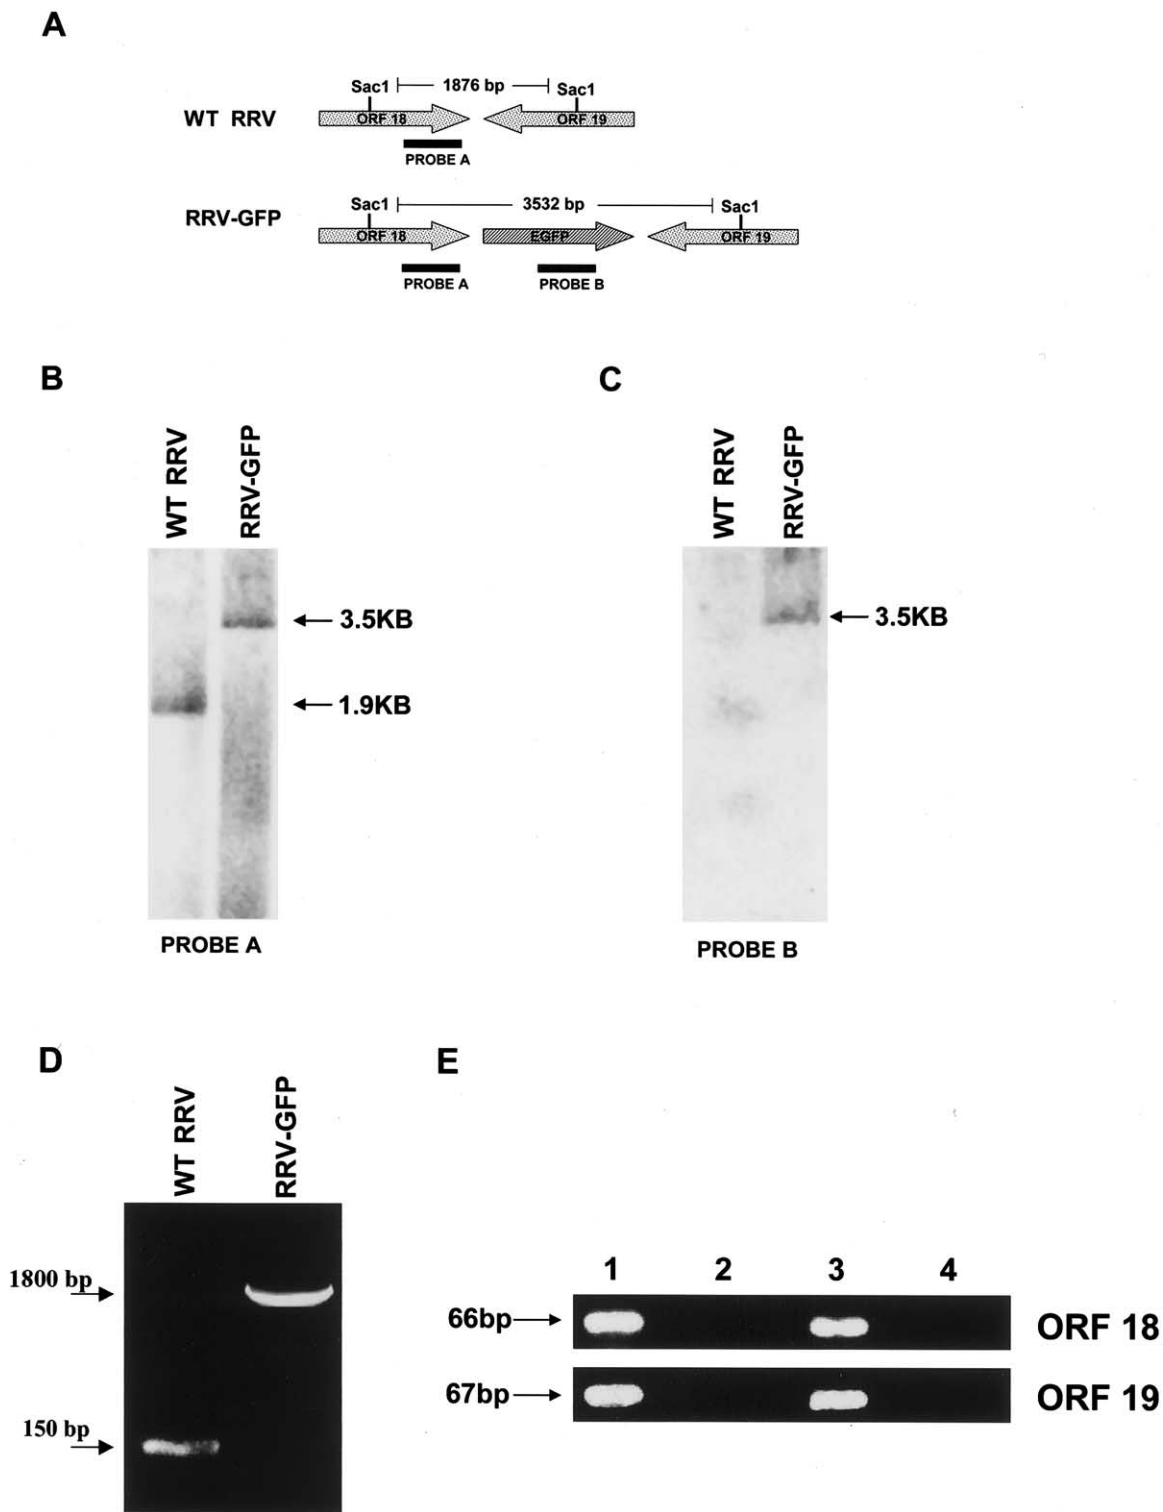 A
Sac1 1876 bp Sac1
WT RRV
ORF 18 ORF 19
PROBE A
Sac1 3532 bp Sac1
RRV-GFP
ORF 18 EGFP ORF 19
PROBE A PROBE B
B
C
WT RRV
RRV-GFP
WT RRV
RRV-GFP
3.5KB
1.9KB
3.5KB
PROBE A
PROBE B
D
E
WT RRV
RRV-GFP
1800 bp
150 bp
1 2 3 4
66bp ORF 18
67bp ORF 19